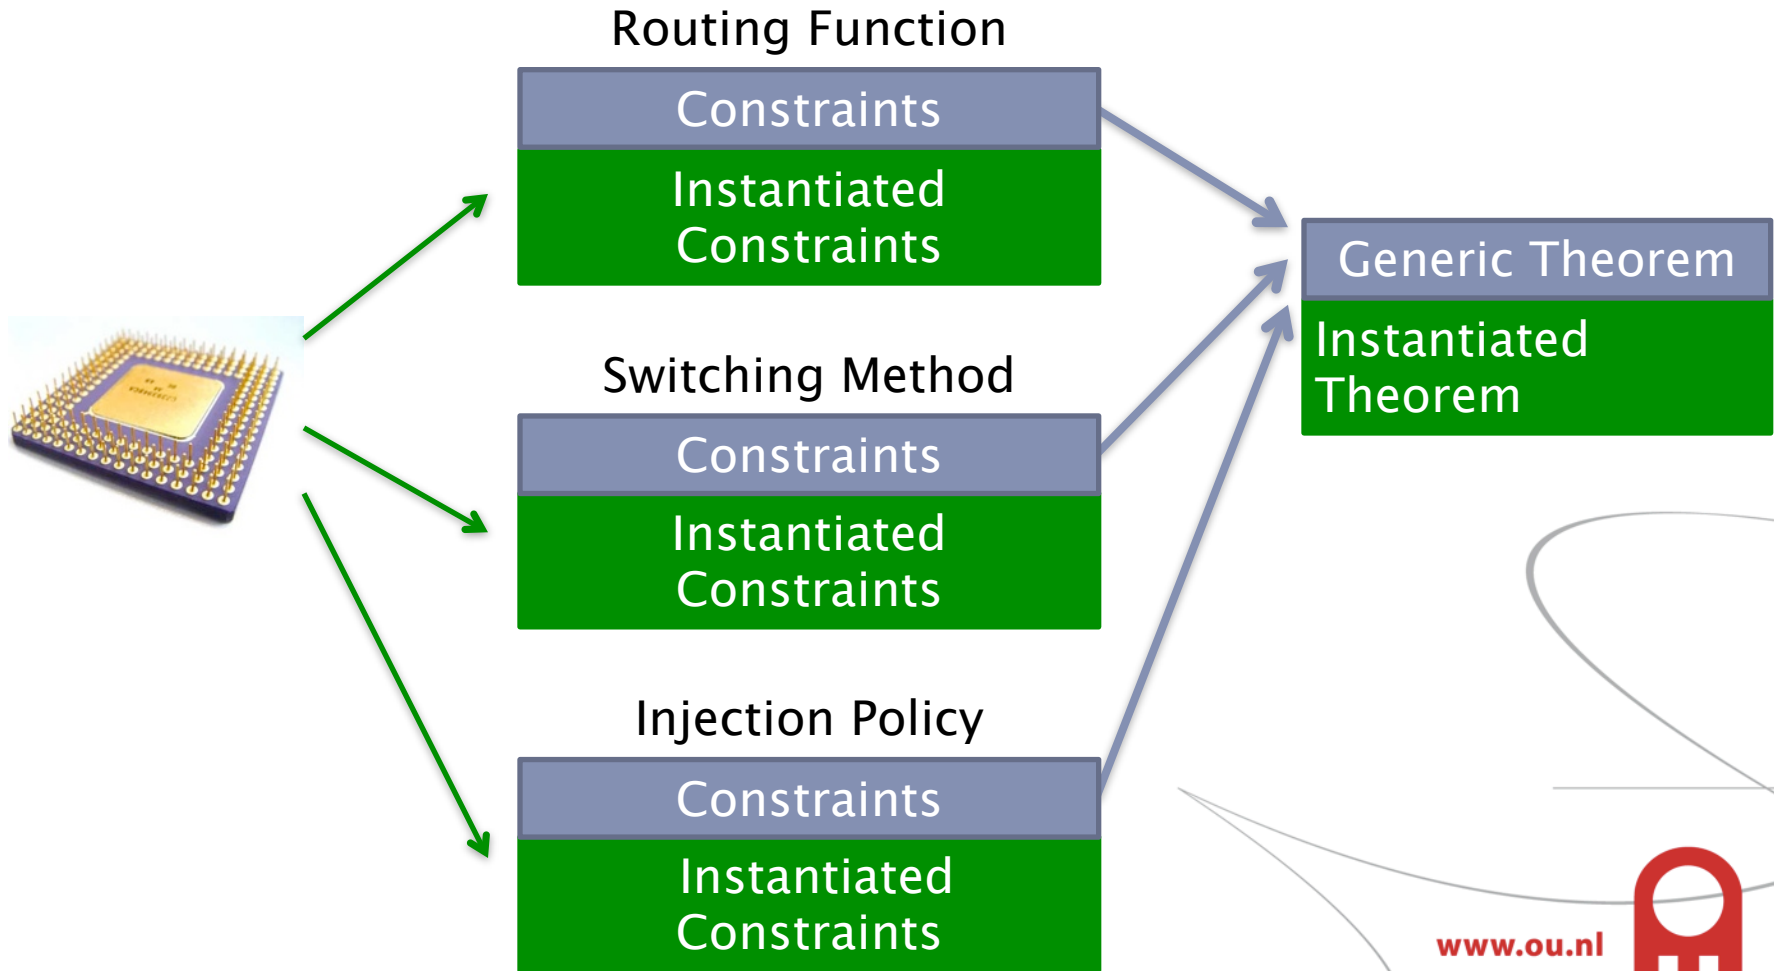 Routing Function
Constraints
Instantiated
Constraints
Switching Method
Constraints
Instantiated
Constraints
Injection Policy
Constraints
Instantiated
Constraints
Generic Theorem
Instantiated
Theorem
www.ou.nl